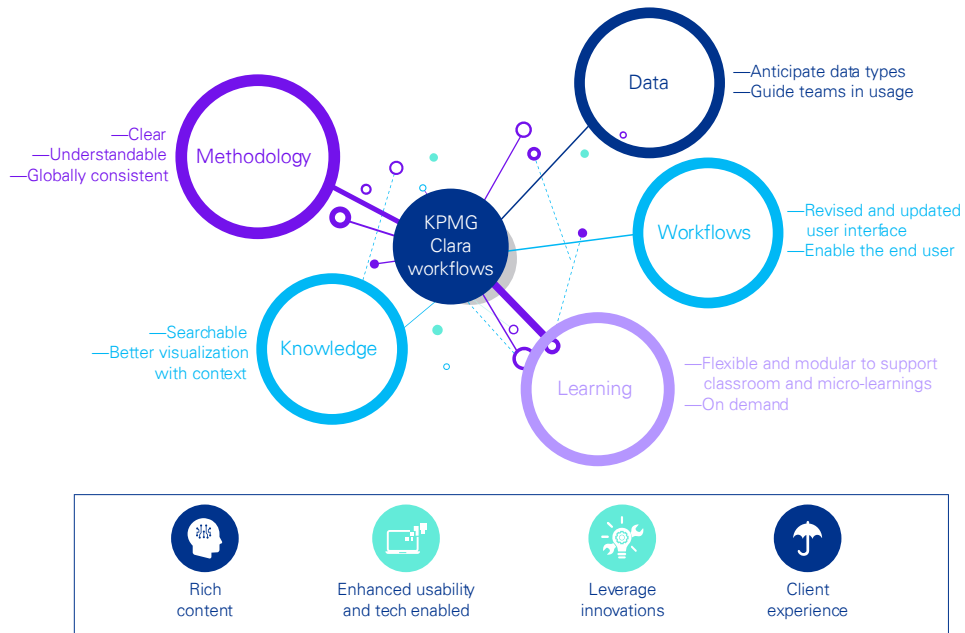 Data
—Anticipate data types
—Guide teams in usage
Methodology
—Clear
—Understandable
—Globally consistent
KPMG
Clara
workflows
Workflows
—Revised and updated
user interface
—Enable the end user
Knowledge
—Searchable
—Better visualization
with context
Learning
—Flexible and modular to support
classroom and micro-learnings
—On demand
Rich
content
Enhanced usability
and tech enabled
Leverage
innovations
Client
experience